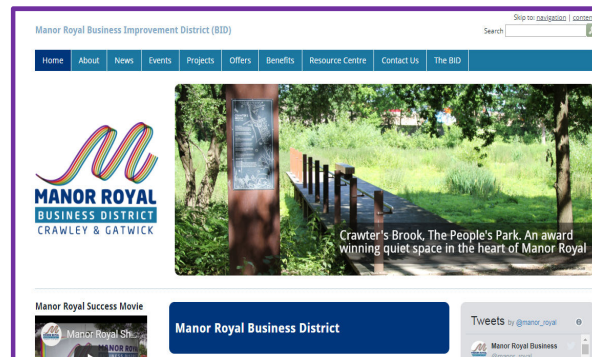 Skip to: navigation | content
Manor Royal Business Improvement District (BID)
Search
Home About News Events Projects Offers Benefits Resource Centre Contact Us The BID
MANOR ROYAL
BUSINESS DISTRICT
CRAWLEY & GATWICK
Crawter's Brook, The People's Park. An award
winning quiet space in the heart of Manor Royal
Manor Royal Success Movie
Manor Royal Sh...
Manor Royal Business District
Tweets by @manor_royal
Manor Royal Business
@manor_royal